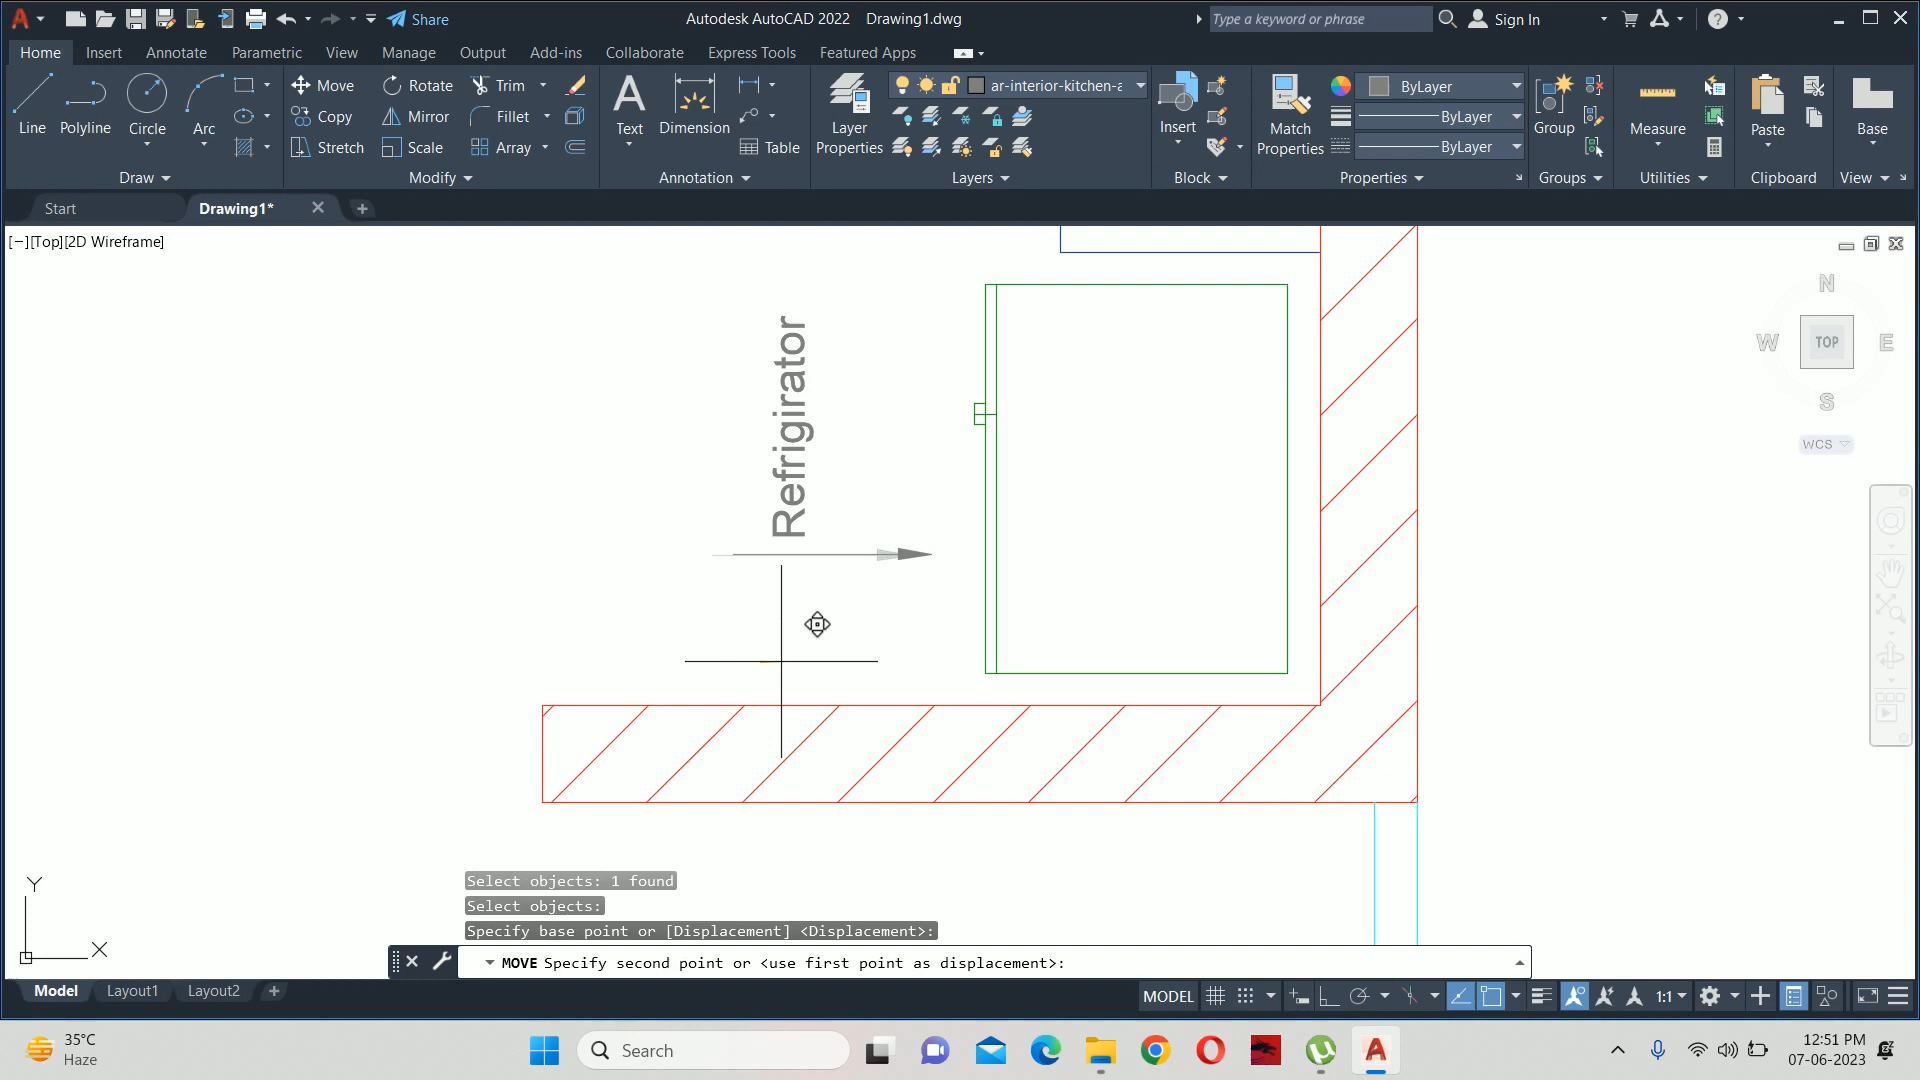 Share
Autodesk AutoCAD 2022 Drawing1.dwg
Type a keyword or phrase
Sign In
Home Insert Annotate Parametric View Manage Output Add-ins Collaborate Express Tools Featured Apps
Line
Polyline
Circle
Arc
Draw
Move
Rotate
Trim
Copy
Mirror
Fillet
Stretch
Scale
Array
Modify
Text
Dimension
Table
Annotation
Layer
Properties
ar-interior-kitchen-a
Layers
Insert
Block
Match
Properties
ByLayer
ByLayer
ByLayer
Properties
Group
Groups
Measure
Utilities
Paste
Clipboard
Base
View
Start
Drawing1*
[−][Top][2D Wireframe]
Refrigirator
N
W
TOP
E
S
WCS
Y
X
Select objects: 1 found
Select objects:
Specify base point or [Displacement] <Displacement>:
MOVE Specify second point or <use first point as displacement>:
Model Layout1 Layout2
MODEL
1:1
35°C
Haze
Search
12:51 PM
07-06-2023